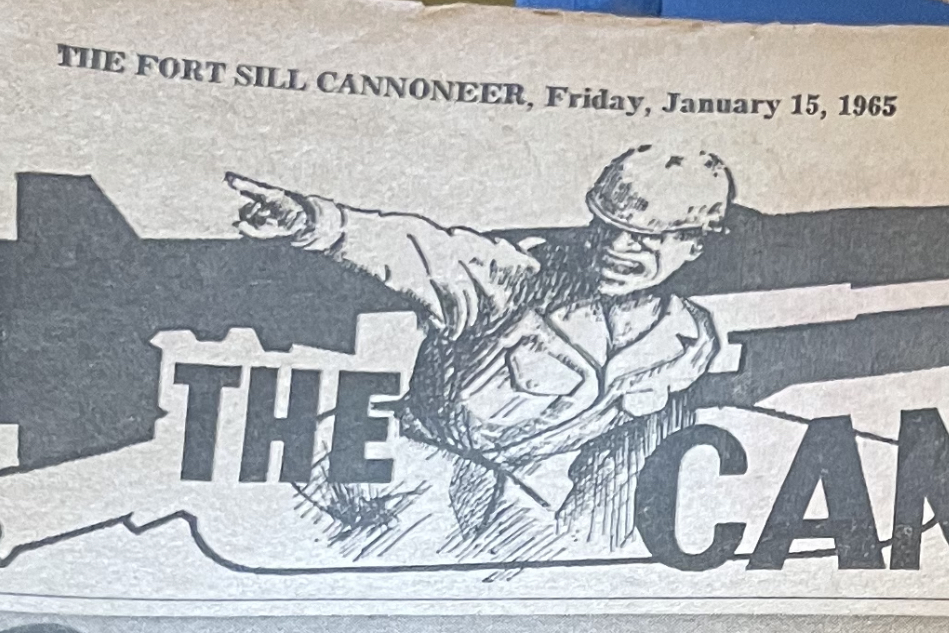 THE FORT SILL CANNONEER, Friday, January 15, 1965
THE CAN